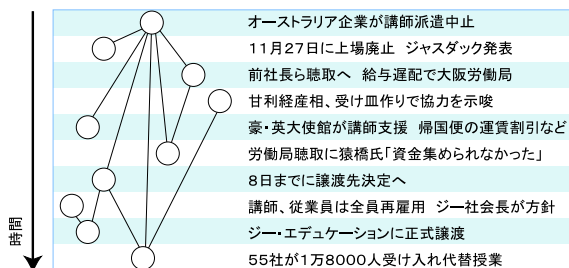 オーストラリア企業が講師派遣中止
11月27日に上場廃止 ジャスダック発表
前社長ら聴取へ 給与遅配で大阪労働局
甘利経産相、受け皿作りで協力を示唆
豪・英大使館が講師支援 帰国便の運賃割引など
労働局聴取に猿橋氏「資金集められなかった」
8日までに譲渡先決定へ
講師、従業員は全員再雇用 ジー社会長が方針
ジー・エデュケーションに正式譲渡
55社が1万8000人受け入れ代替授業
時間